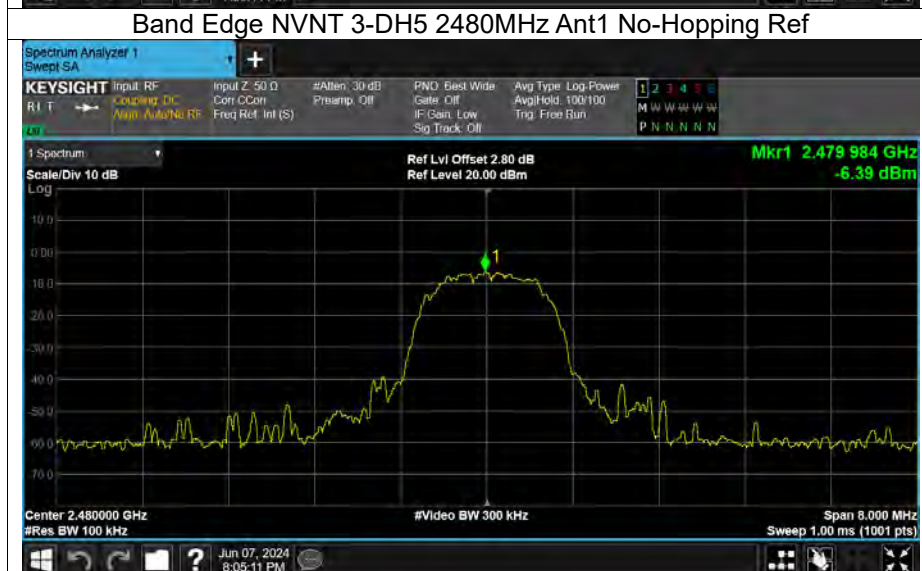 Band Edge NVNT 3-DH5 2480MHz Ant1 No-Hopping Ref
Spectrum Analyzer 1
Swept SA
+
KEYSIGHT Input: RF Input Z: 50 Ω #Atten: 30 dB PNO: Best Wide Avg Type: Log-Power 1 2 3 4 5 6
R L T Coupling: DC Corr CCorr Preamp: Off Gate: Off Avg|Hold: 100/100 M W W W W W
Align: Auto/No RF Freq Ref: Int (S) IF Gain: Low Trig: Free Run
Sig Track: Off P N N N N N
1 Spectrum Ref Lvl Offset 2.80 dB Mkr1 2.479 984 GHz
Scale/Div 10 dB Ref Level 20.00 dBm -6.39 dBm
Log
10.0
0.00
1
-10.0
-20.0
-30.0
-40.0
-50.0
-60.0
-70.0
Center 2.480000 GHz #Video BW 300 kHz Span 8.000 MHz
#Res BW 100 kHz Sweep 1.00 ms (1001 pts)
? Jun 07, 2024
8:05:11 PM